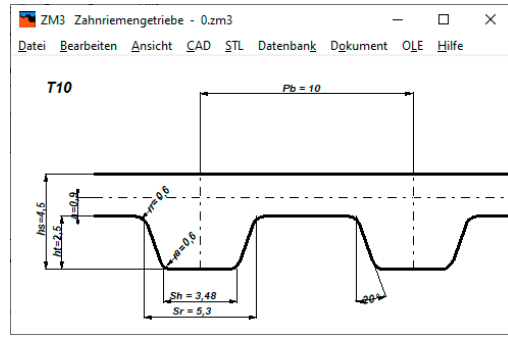 ZM3 Zahnriemengetriebe - 0.zm3
Datei Bearbeiten Ansicht CAD STL Datenbank Dokument OLE Hilfe
T10
Pb = 10
hs=4,5
ht=2,5
a=0,9
rr=0,6
ra=0,6
Sh = 3,48
Sr = 5,3
20°